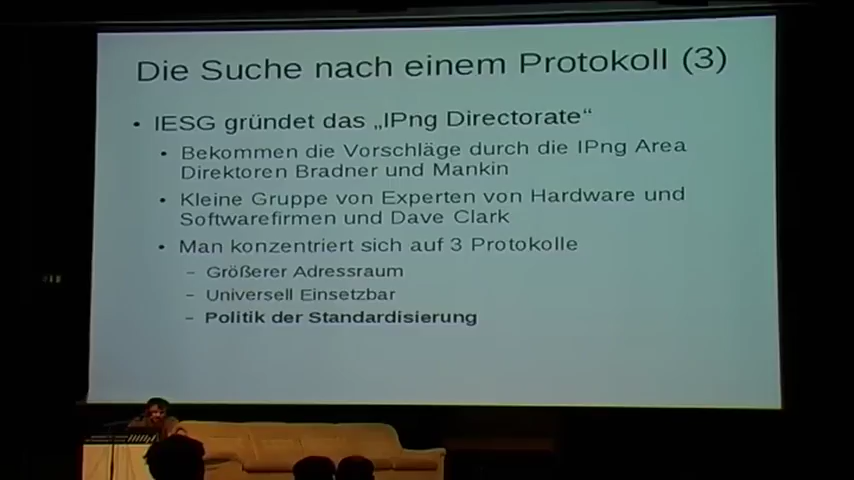 Die Suche nach einem Protokoll (3)
• IESG gründet das „IPng Directorate“
• Bekommen die Vorschläge durch die IPng Area
Direktoren Bradner und Mankin
• Kleine Gruppe von Experten von Hardware und
Softwarefirmen und Dave Clark
• Man konzentriert sich auf 3 Protokolle
– Größerer Adressraum
– Universell Einsetzbar
– Politik der Standardisierung